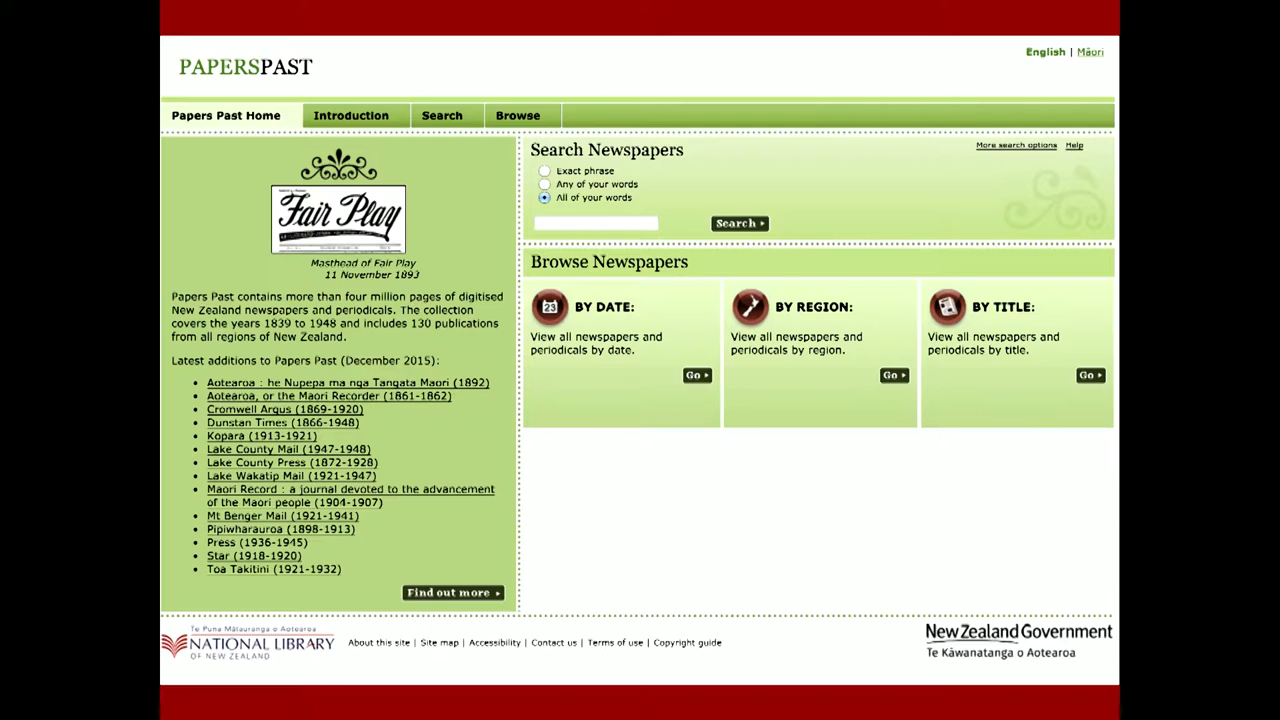 PAPERSPAST
English | Māori
Papers Past Home
Introduction
Search
Browse
Fair Play
Masthead of Fair Play
11 November 1893
Papers Past contains more than four million pages of digitised
New Zealand newspapers and periodicals. The collection
covers the years 1839 to 1948 and includes 130 publications
from all regions of New Zealand.
Latest additions to Papers Past (December 2015):
Aotearoa : he Nupepa ma nga Tangata Maori (1892)
Aotearoa, or the Maori Recorder (1861-1862)
Cromwell Argus (1869-1920)
Dunstan Times (1866-1948)
Kopara (1913-1921)
Lake County Mail (1947-1948)
Lake County Press (1872-1928)
Lake Wakatip Mail (1921-1947)
Maori Record : a journal devoted to the advancement
of the Maori people (1904-1907)
Mt Benger Mail (1921-1941)
Pipiwharauroa (1898-1913)
Press (1936-1945)
Star (1918-1920)
Toa Takitini (1921-1932)
Find out more
Search Newspapers
More search options
Help
Exact phrase
Any of your words
All of your words
Search
Browse Newspapers
23
BY DATE:
View all newspapers and
periodicals by date.
Go
BY REGION:
View all newspapers and
periodicals by region.
Go
BY TITLE:
View all newspapers and
periodicals by title.
Go
Te Puna Mātauranga o Aotearoa
NATIONAL LIBRARY
OF NEW ZEALAND
About this site | Site map | Accessibility | Contact us | Terms of use | Copyright guide
New Zealand Government
Te Kāwanatanga o Aotearoa